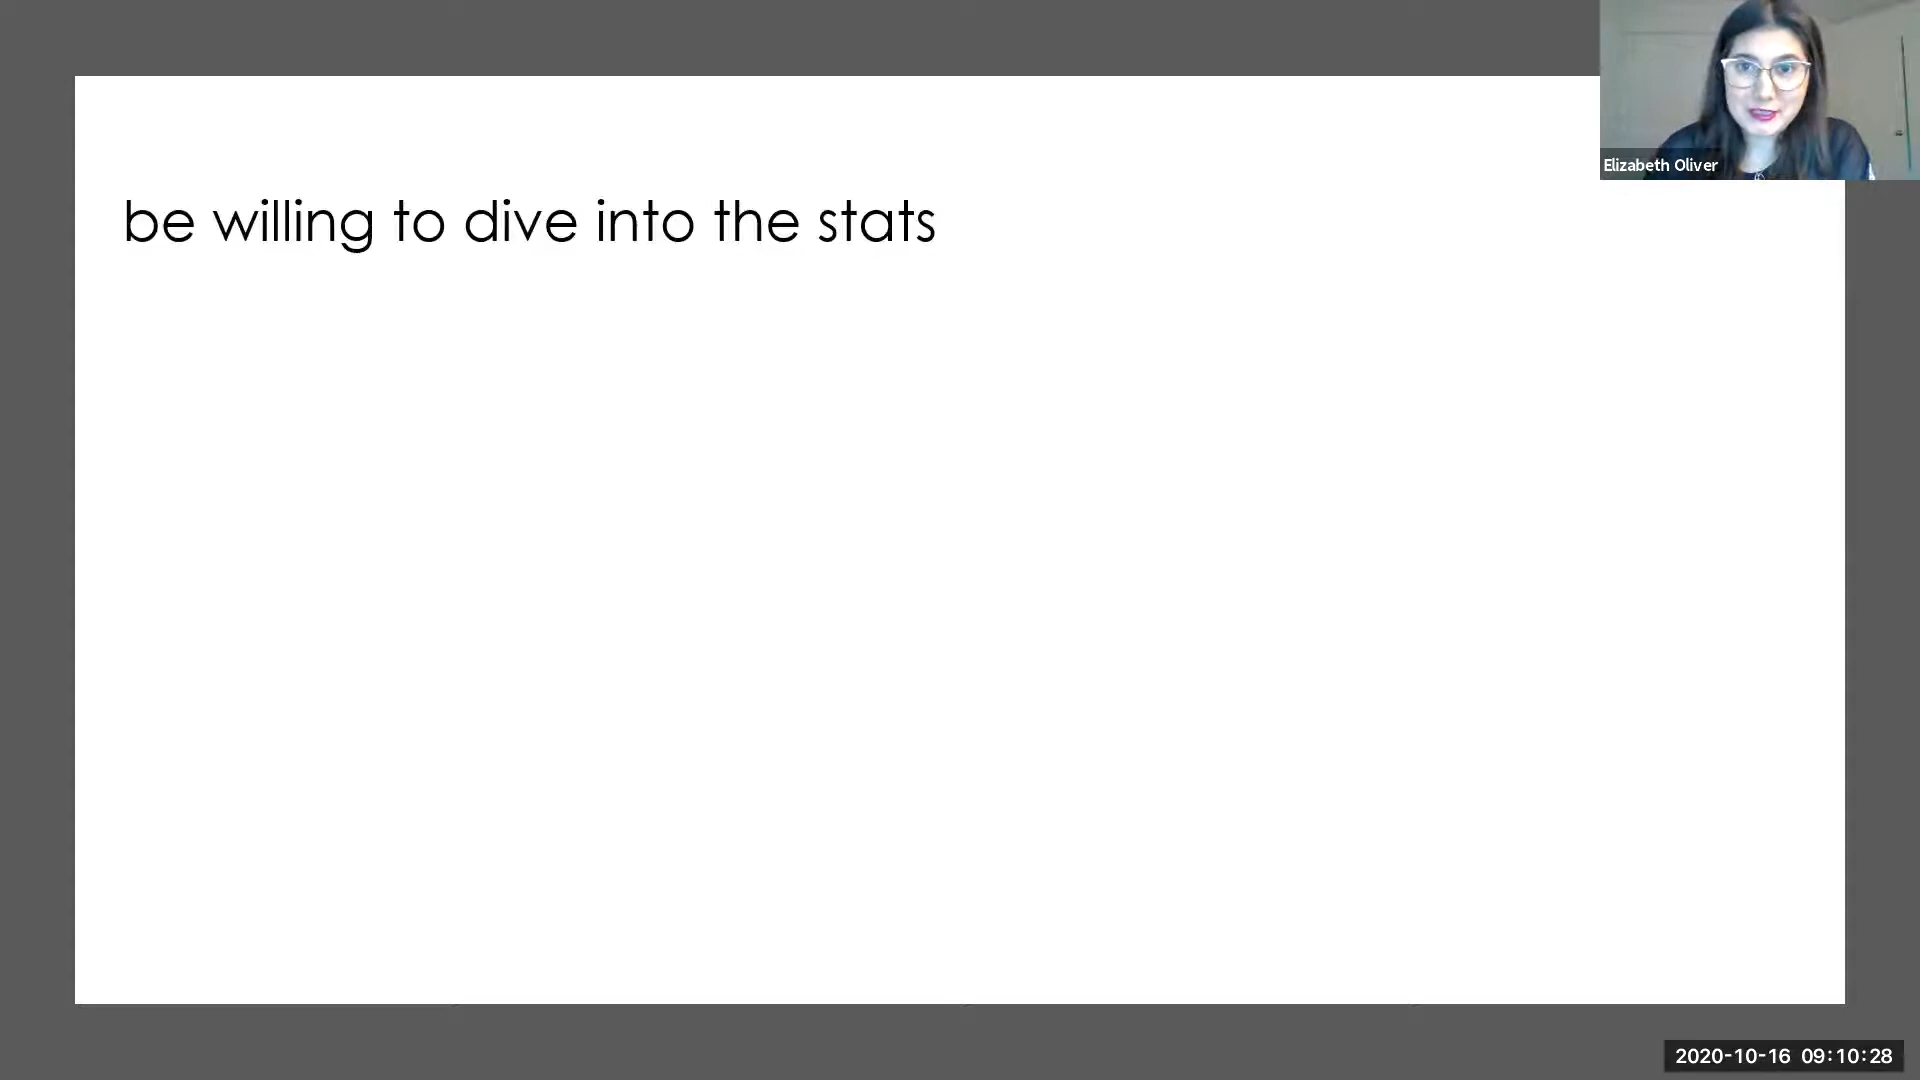 Elizabeth Oliver
be willing to dive into the stats
2020-10-16 09:10:28